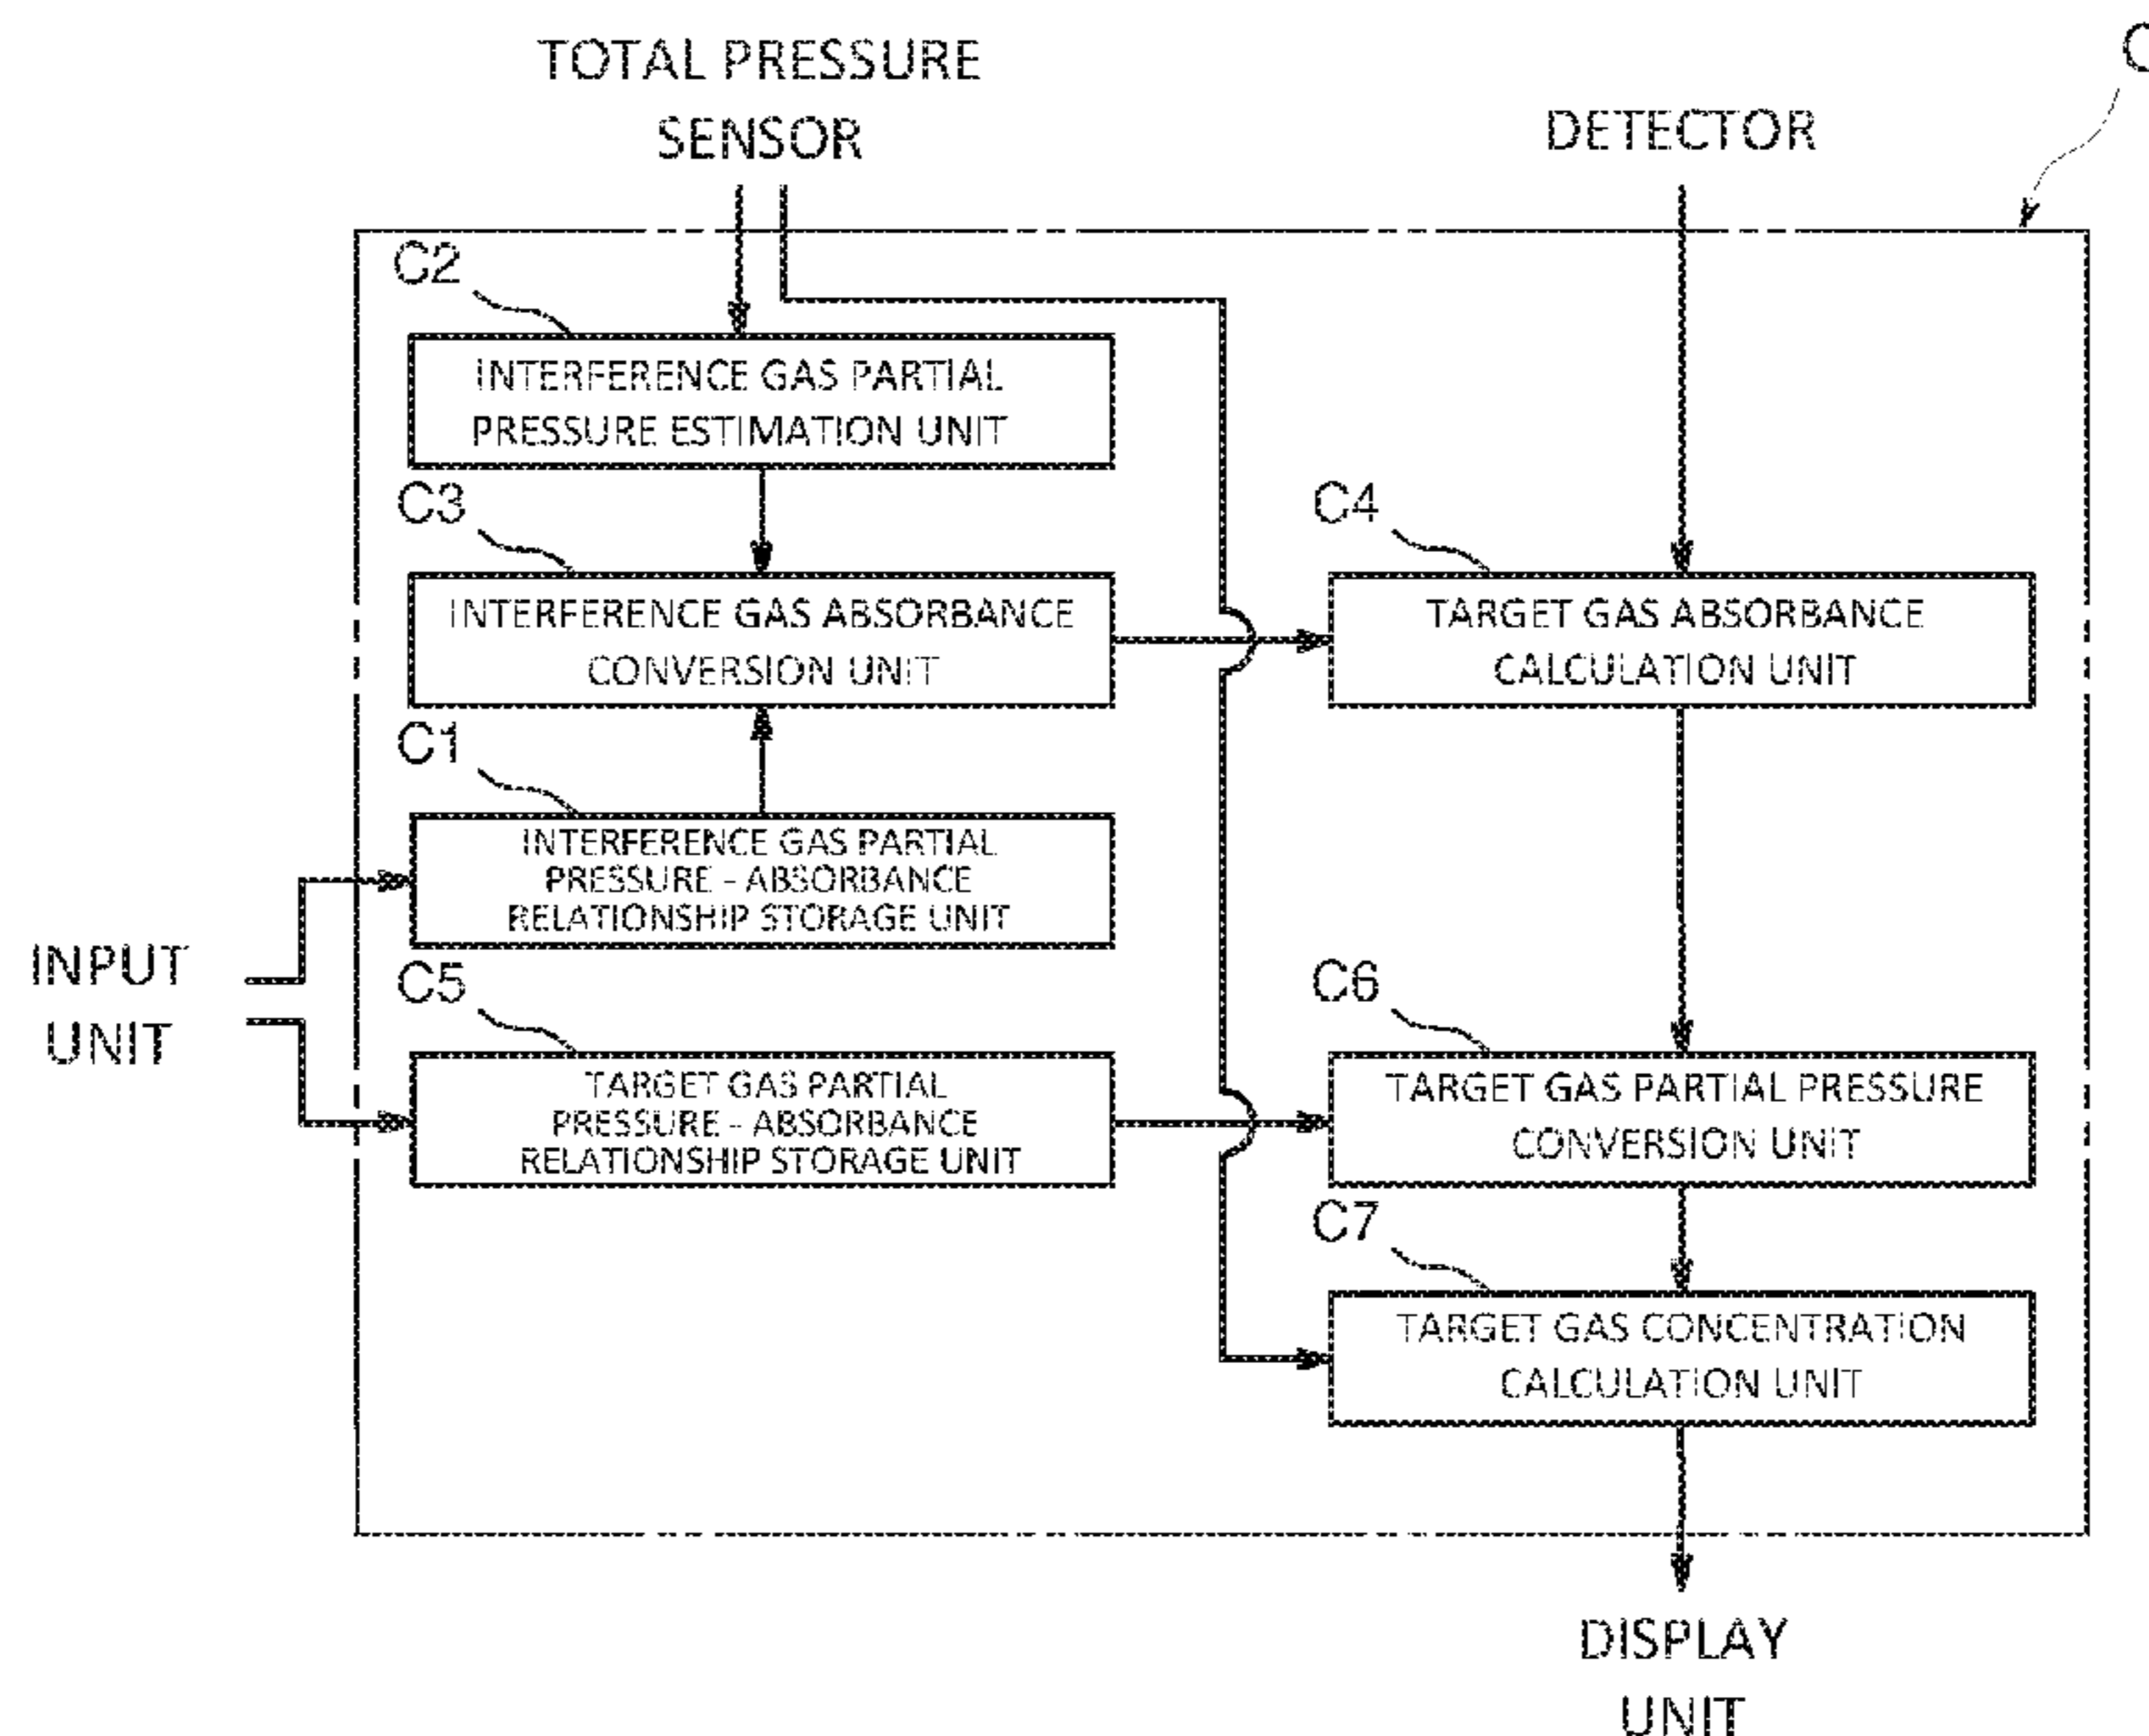 C
TOTAL PRESSURE
SENSOR
DETECTOR
C2
INTERFERENCE GAS PARTIAL
PRESSURE ESTIMATION UNIT
C3
INTERFERENCE GAS ABSORBANCE
CONVERSION UNIT
C4
TARGET GAS ABSORBANCE
CALCULATION UNIT
C1
INTERFERENCE GAS PARTIAL
PRESSURE - ABSORBANCE
RELATIONSHIP STORAGE UNIT
INPUT
UNIT
C5
TARGET GAS PARTIAL
PRESSURE - ABSORBANCE
RELATIONSHIP STORAGE UNIT
C6
TARGET GAS PARTIAL PRESSURE
CONVERSION UNIT
C7
TARGET GAS CONCENTRATION
CALCULATION UNIT
DISPLAY
UNIT